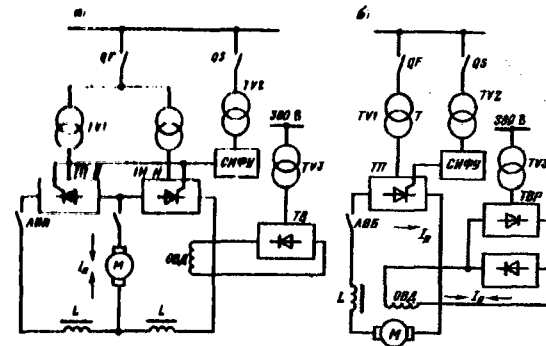 а)
QF
QS
TV2
TV1
380 В
СИФУ
TV3
ТП
АВП
ТВ
Iя
М
ОВД
L
L
б)
QF
QS
TV2
TV1
Т
380 В
СИФУ
TV3
ТП
ТВР
АВБ
Iя
L
ОВД
Iв
М